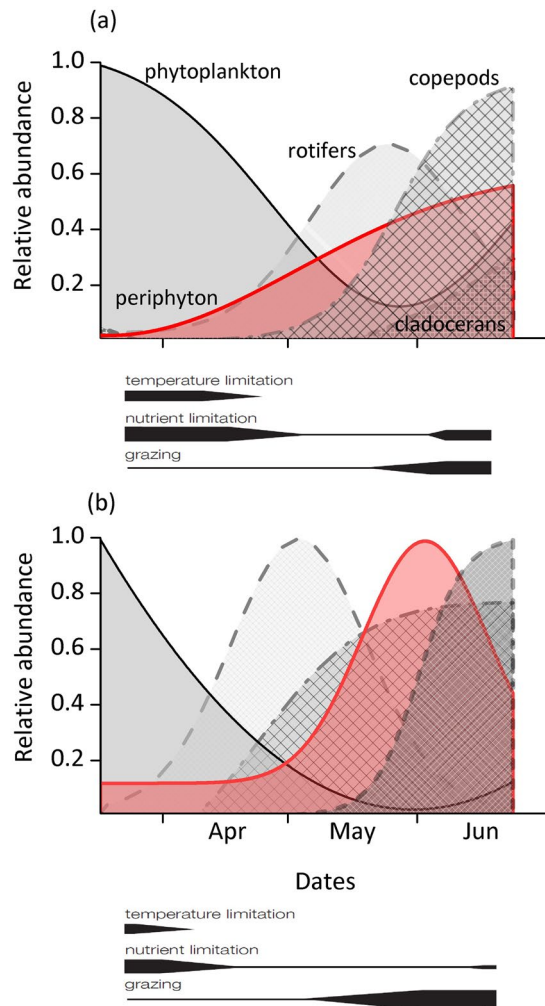 (a)
1.0
phytoplankton
copepods
0.8
rotifers
0.6
0.4
0.2
periphyton
cladocerans
Relative abundance
temperature limitation
nutrient limitation
grazing
(b)
1.0
0.8
0.6
0.4
0.2
Relative abundance
Apr May Jun
Dates
temperature limitation
nutrient limitation
grazing